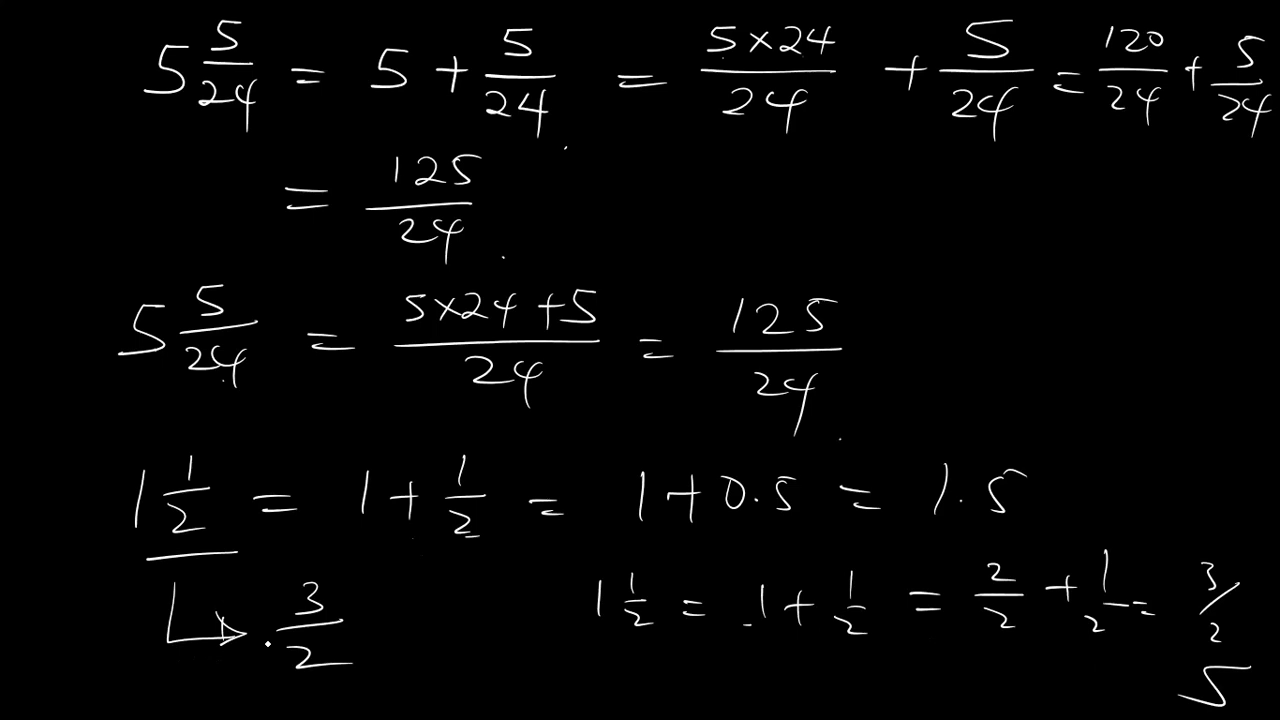 5 5/24 = 5 + 5/24 = 5×24/24 + 5/24 = 120/24 + 5/24
= 125/24
5 5/24 = 5×24+5/24 = 125/24
1 1/2 = 1 + 1/2 = 1 + 0.5 = 1.5
3/2
1 1/2 = 1 + 1/2 = 2/2 + 1/2 = 3/2
5